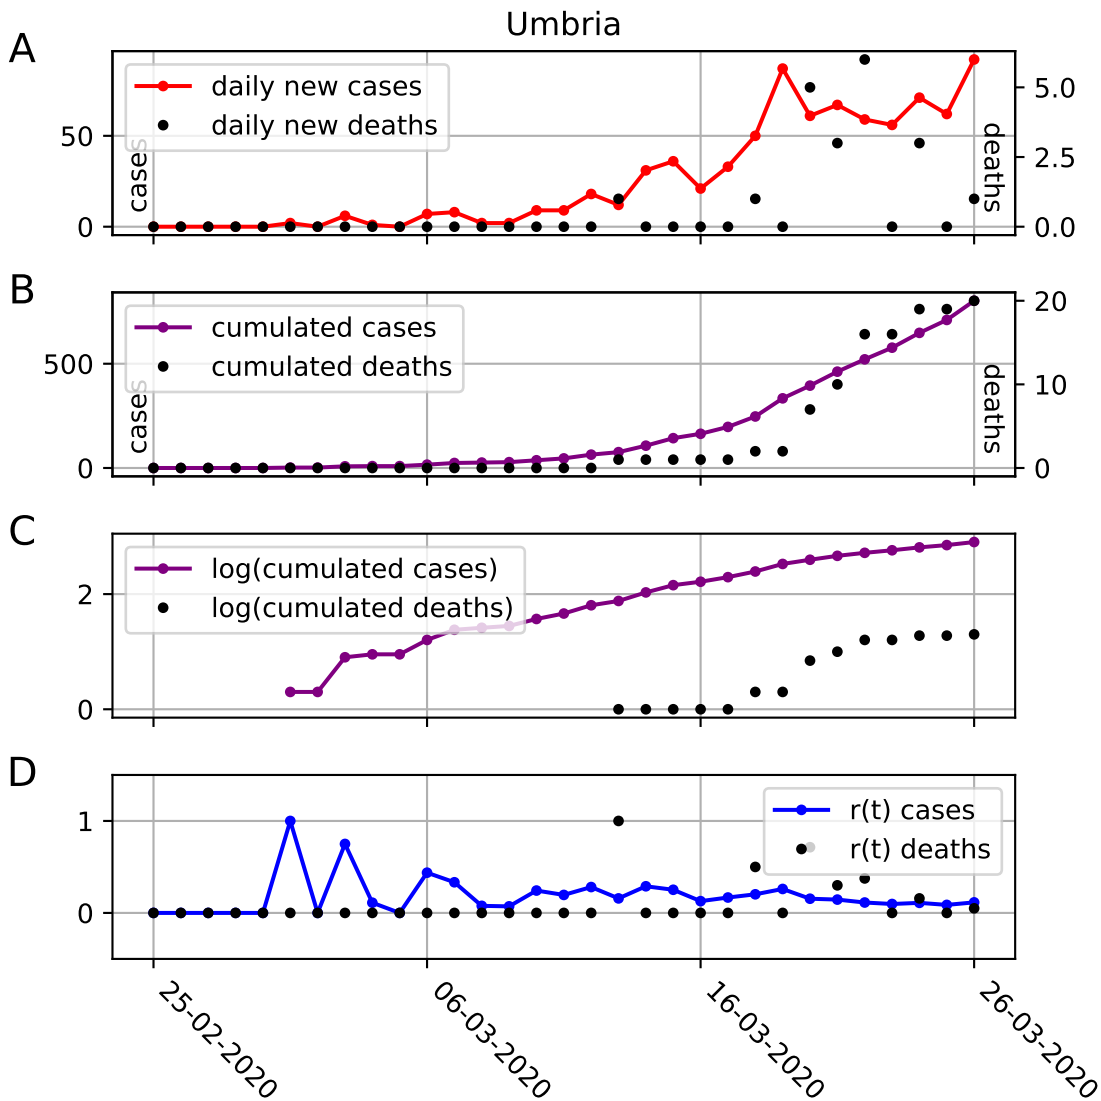 Umbria
A
daily new cases
daily new deaths
50
0
cases
5.0
2.5
0.0
deaths
B
cumulated cases
cumulated deaths
500
0
cases
20
10
0
deaths
C
log(cumulated cases)
log(cumulated deaths)
2
0
D
r(t) cases
r(t) deaths
1
0
25-02-2020
06-03-2020
16-03-2020
26-03-2020